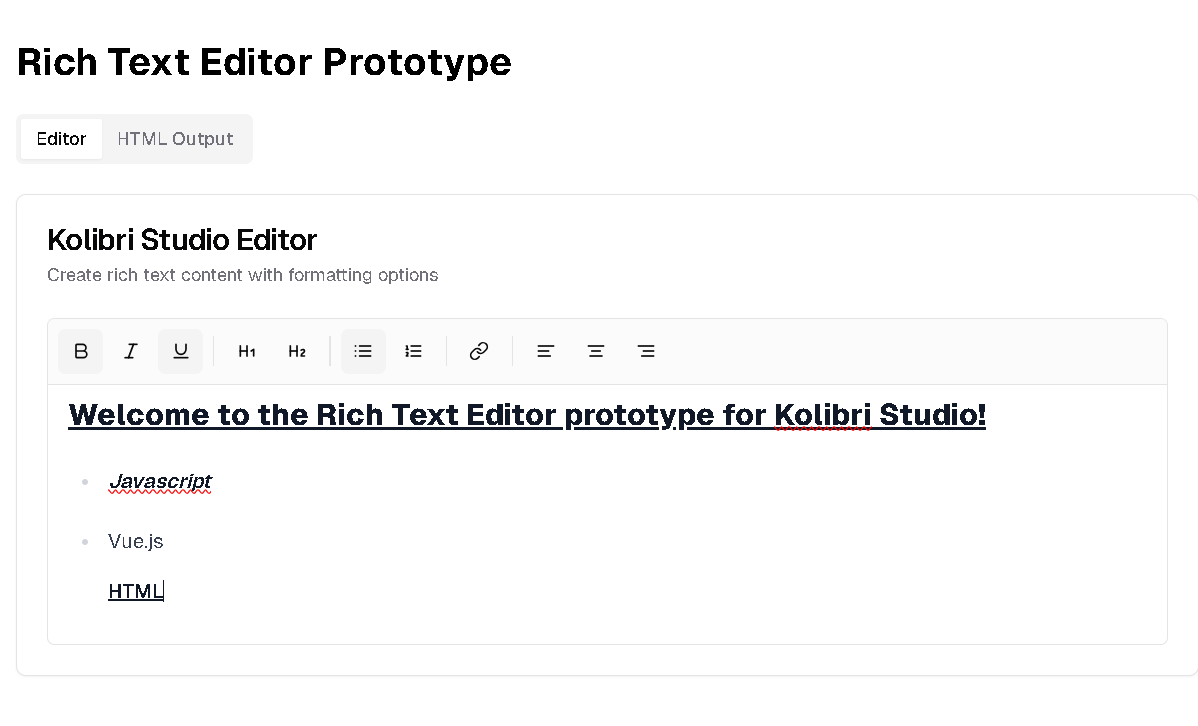 Rich Text Editor Prototype
Editor HTML Output
Kolibri Studio Editor
Create rich text content with formatting options
B I U H1 H2
Welcome to the Rich Text Editor prototype for Kolibri Studio!
Javascript
Vue.js
HTML